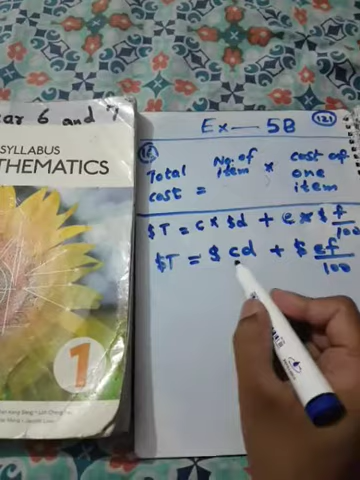 ear 6 and 7
SYLLABUS
THEMATICS
1
Ex — 5B
121
Total cost = No. of item × cost of one item
$T = c × $d + e × $ f/100
$T = $ cd + $ ef/100